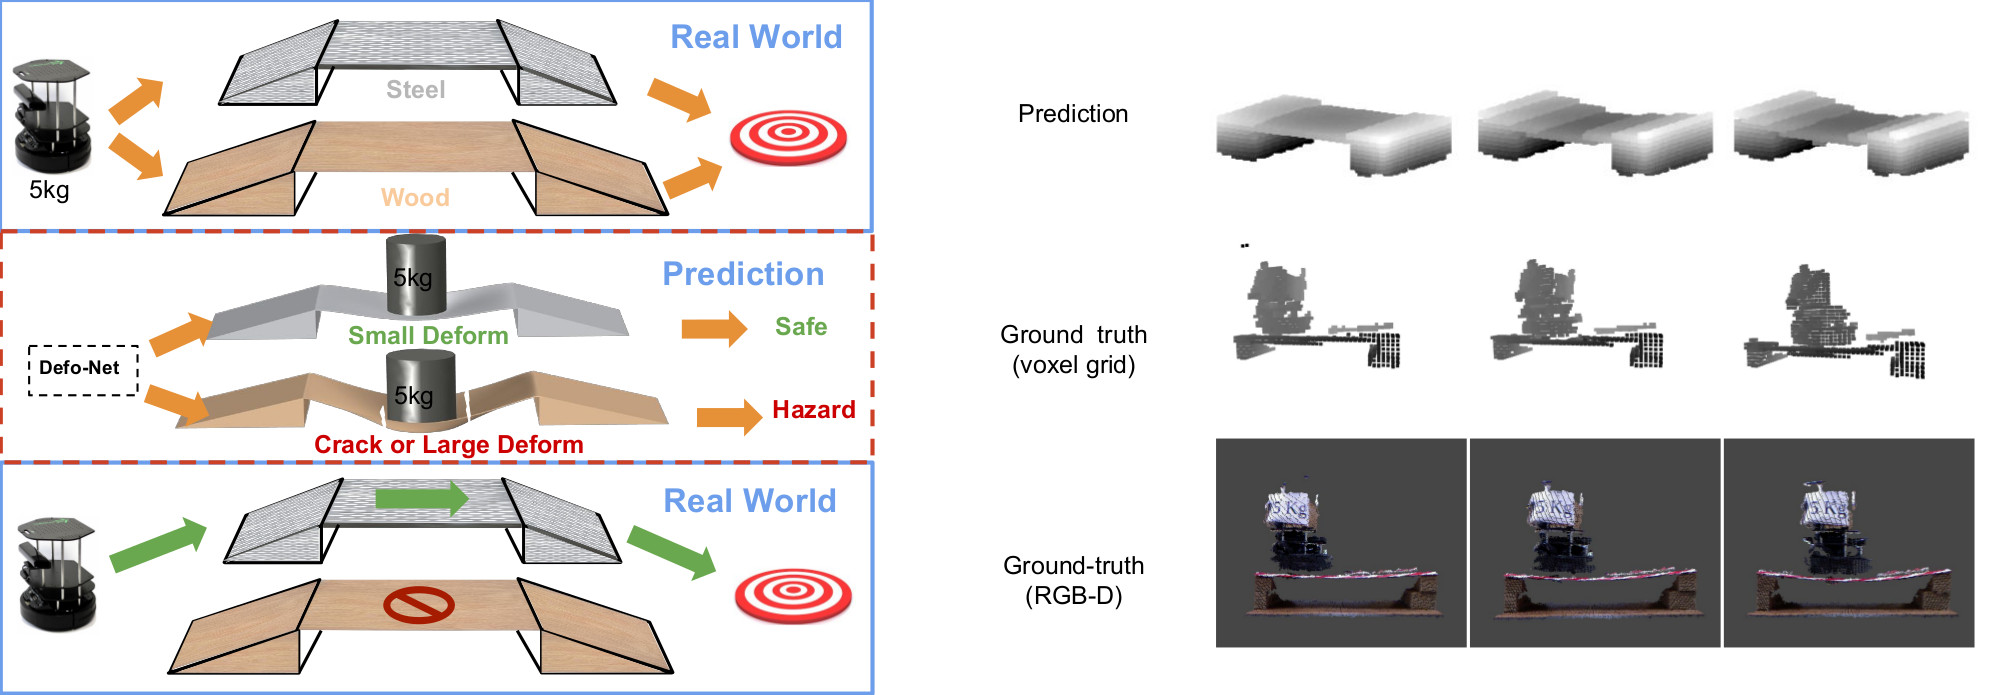 Real World
Steel
Wood
5kg
5kg
Prediction
Small Deform
Safe
Defo-Net
5kg
Hazard
Crack or Large Deform
Real World
Prediction
Ground truth
(voxel grid)
Ground-truth
(RGB-D)
5 Kg
5 Kg
5 Kg